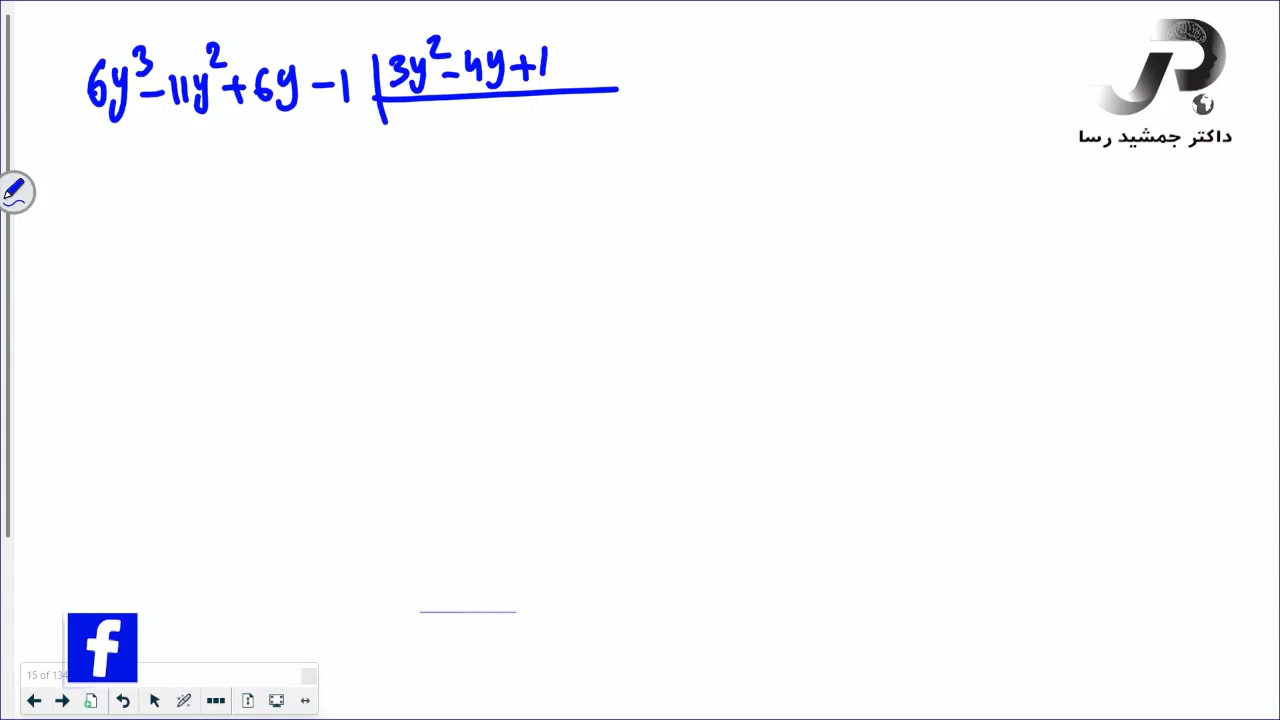 6y³ - 11y² + 6y - 1 | 3y² - 4y + 1
داکتر جمشید رسا
15 of 134